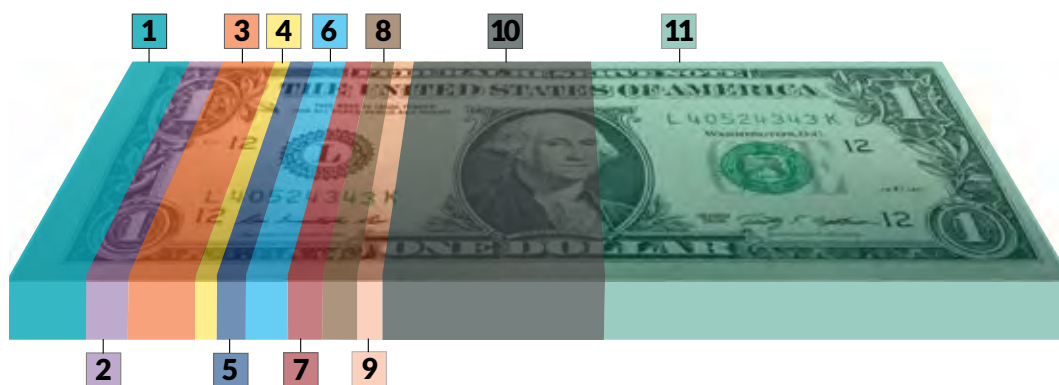 1 3 4 6 8 10 11
FEDERAL RESERVE NOTE
THE UNITED STATES OF AMERICA
1
L 40524343 K
WASHINGTON, D.C.
12 12
L
L 40524343 K
12 12
1 ONE DOLLAR 1
2 5 7 9